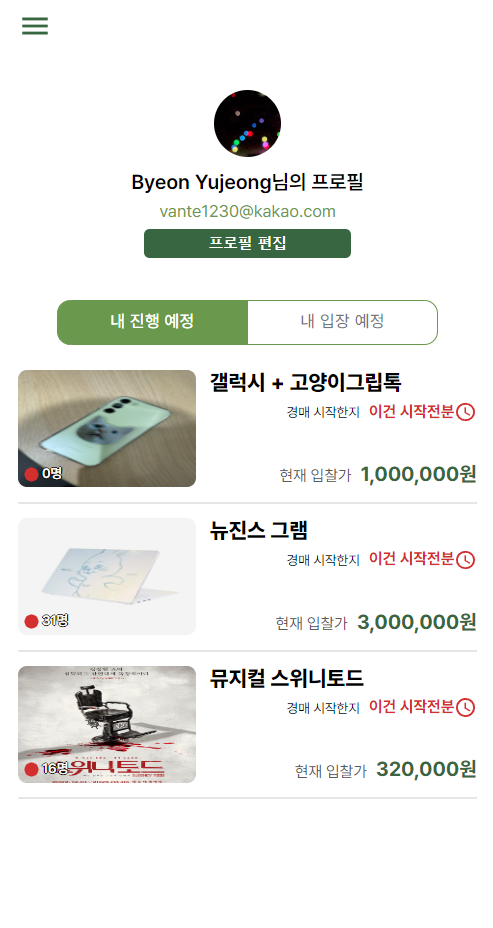 Byeon Yujeong님의 프로필
vante1230@kakao.com
프로필 편집
내 진행 예정
내 입장 예정
갤럭시 + 고양이그립톡
경매 시작한지 이건 시작전분
0명
현재 입찰가 1,000,000원
뉴진스 그램
경매 시작한지 이건 시작전분
31명
현재 입찰가 3,000,000원
뮤지컬 스위니토드
경매 시작한지 이건 시작전분
16명
위니토드
현재 입찰가 320,000원